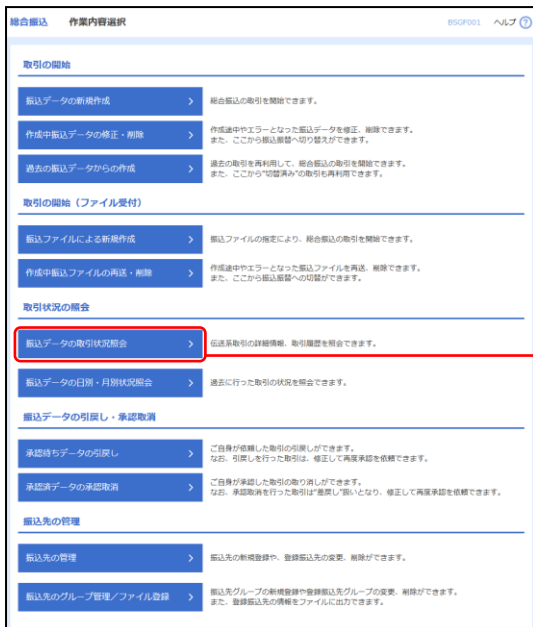 総合振込 作業内容選択 BSGF001 ヘルプ ?
取引の開始
振込データの新規作成 > 総合振込の取引を開始できます。
作成中振込データの修正・削除 > 作成途中やエラーとなった振込データを修正、削除できます。
また、ここから振込振替へ切り替えができます。
過去の振込データからの作成 > 過去の取引を再利用して、総合振込の取引を開始できます。
また、ここから"切替済み"の取引も再利用できます。
取引の開始（ファイル受付）
振込ファイルによる新規作成 > 振込ファイルの指定により、総合振込の取引を開始できます。
作成中振込ファイルの再送・削除 > 作成途中やエラーとなった振込ファイルを再送、削除できます。
また、ここから振込振替への切替ができます。
取引状況の照会
振込データの取引状況照会 > 伝送系取引の詳細情報、取引履歴を照会できます。
振込データの日別・月別状況照会 > 過去に行った取引の状況を照会できます。
振込データの引戻し・承認取消
承認待ちデータの引戻し > ご自身が依頼した取引の引戻しができます。
なお、引戻しを行った取引は、修正して再度承認を依頼できます。
承認済データの承認取消 > ご自身が承認した取引の取り消しができます。
なお、承認取消を行った取引は"差戻し"扱いとなり、修正して再度承認を依頼できます。
振込先の管理
振込先の管理 > 振込先の新規登録や、登録振込先の変更、削除ができます。
振込先のグループ管理／ファイル登録 > 振込先グループの新規登録や登録振込先グループの変更、削除ができます。
また、登録振込先の情報をファイルに出力できます。